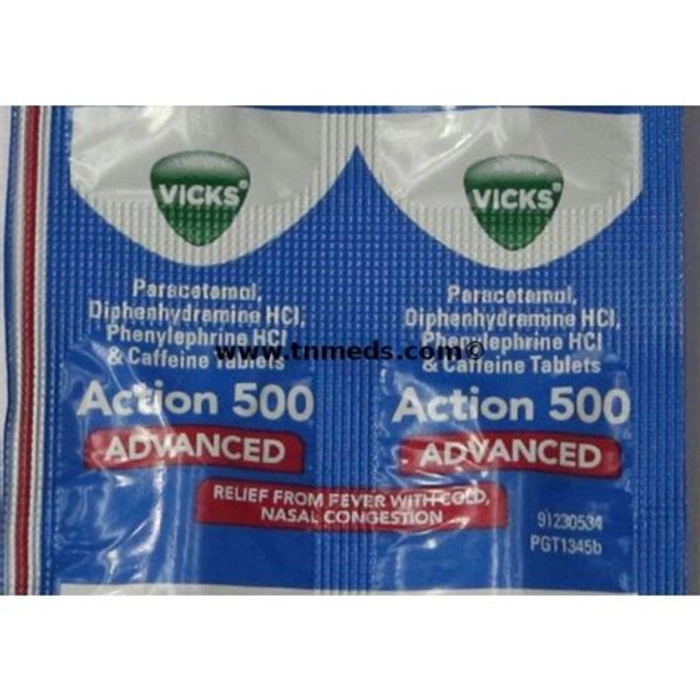 VICKS®
Paracetamol,
Diphenhydramine HCl,
Phenylephrine HCl
& Caffeine Tablets
Action 500
ADVANCED
VICKS®
Paracetamol,
Diphenhydramine HCl,
Phenylephrine HCl
& Caffeine Tablets
Action 500
ADVANCED
RELIEF FROM FEVER WITH COLD,
NASAL CONGESTION
91230534
PGT1345b
www.tnmeds.com©